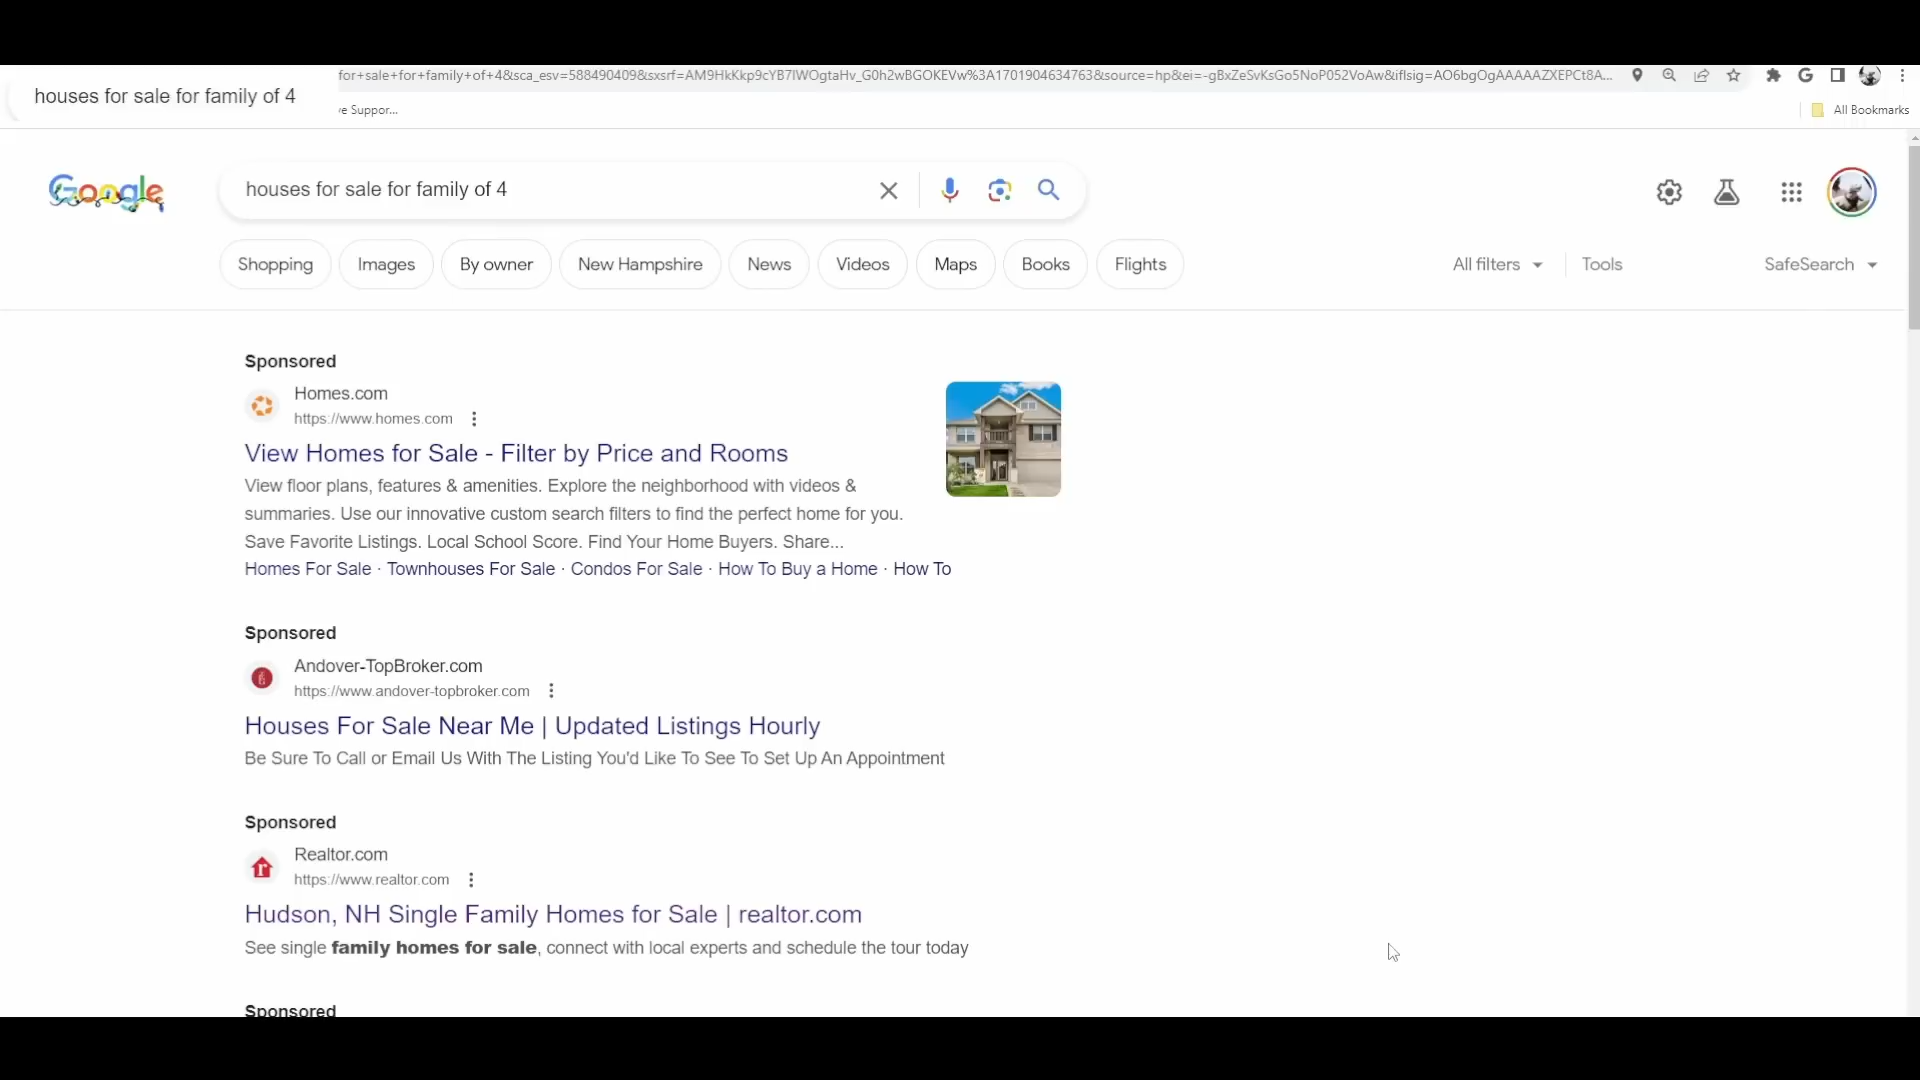 for+sale+for+family+of+4&sca_esv=588490409&sxsrf=AM9HkKkp9cYB7IWOgtaHv_G0h2wBGOKEVw%3A1701904634763&source=hp&ei=-gBxZeSvKsGo5NoP052VoAw&iflsig=AO6bgOgAAAAAZXEPCt8A...
houses for sale for family of 4
ve Suppor...
All Bookmarks
Google
houses for sale for family of 4
Shopping
Images
By owner
New Hampshire
News
Videos
Maps
Books
Flights
All filters
Tools
SafeSearch
Sponsored
Homes.com
https://www.homes.com
View Homes for Sale - Filter by Price and Rooms
View floor plans, features & amenities. Explore the neighborhood with videos &
summaries. Use our innovative custom search filters to find the perfect home for you.
Save Favorite Listings. Local School Score. Find Your Home Buyers. Share...
Homes For Sale · Townhouses For Sale · Condos For Sale · How To Buy a Home · How To
Sponsored
Andover-TopBroker.com
https://www.andover-topbroker.com
Houses For Sale Near Me | Updated Listings Hourly
Be Sure To Call or Email Us With The Listing You'd Like To See To Set Up An Appointment
Sponsored
Realtor.com
https://www.realtor.com
Hudson, NH Single Family Homes for Sale | realtor.com
See single family homes for sale, connect with local experts and schedule the tour today
Sponsored